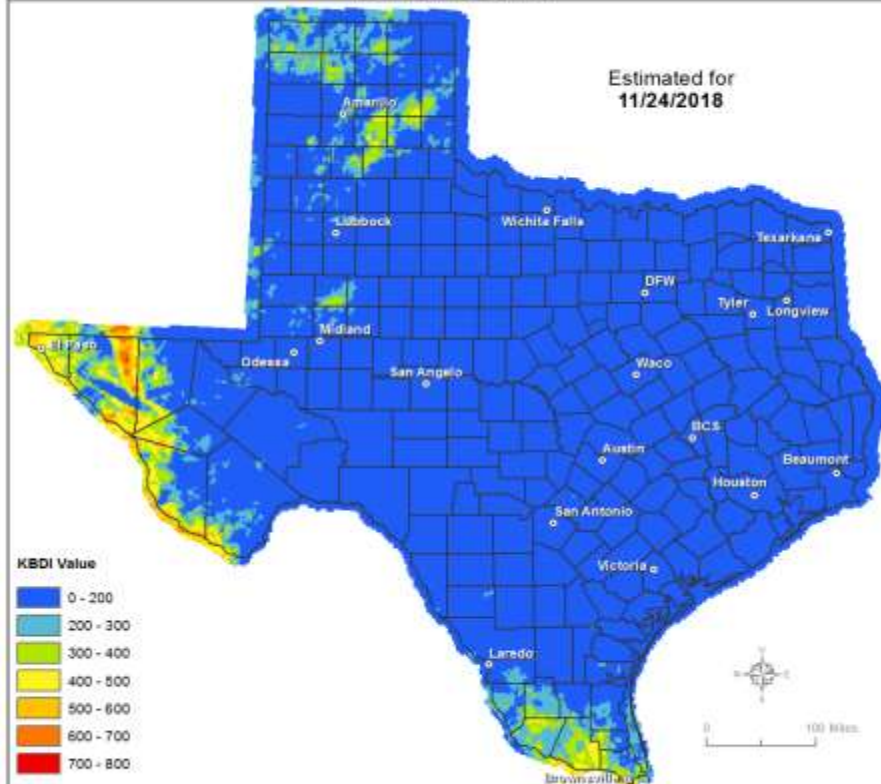 Estimated for
11/24/2018
Amarillo
Lubbock
Wichita Falls
Texarkana
DFW
Tyler
Longview
Midland
El Paso
Odessa
San Angelo
Waco
BCS
Austin
Beaumont
Houston
San Antonio
Victoria
KBDI Value
0 - 200
200 - 300
300 - 400
400 - 500
500 - 600
600 - 700
700 - 800
Laredo
0 100 Miles
Brownsville